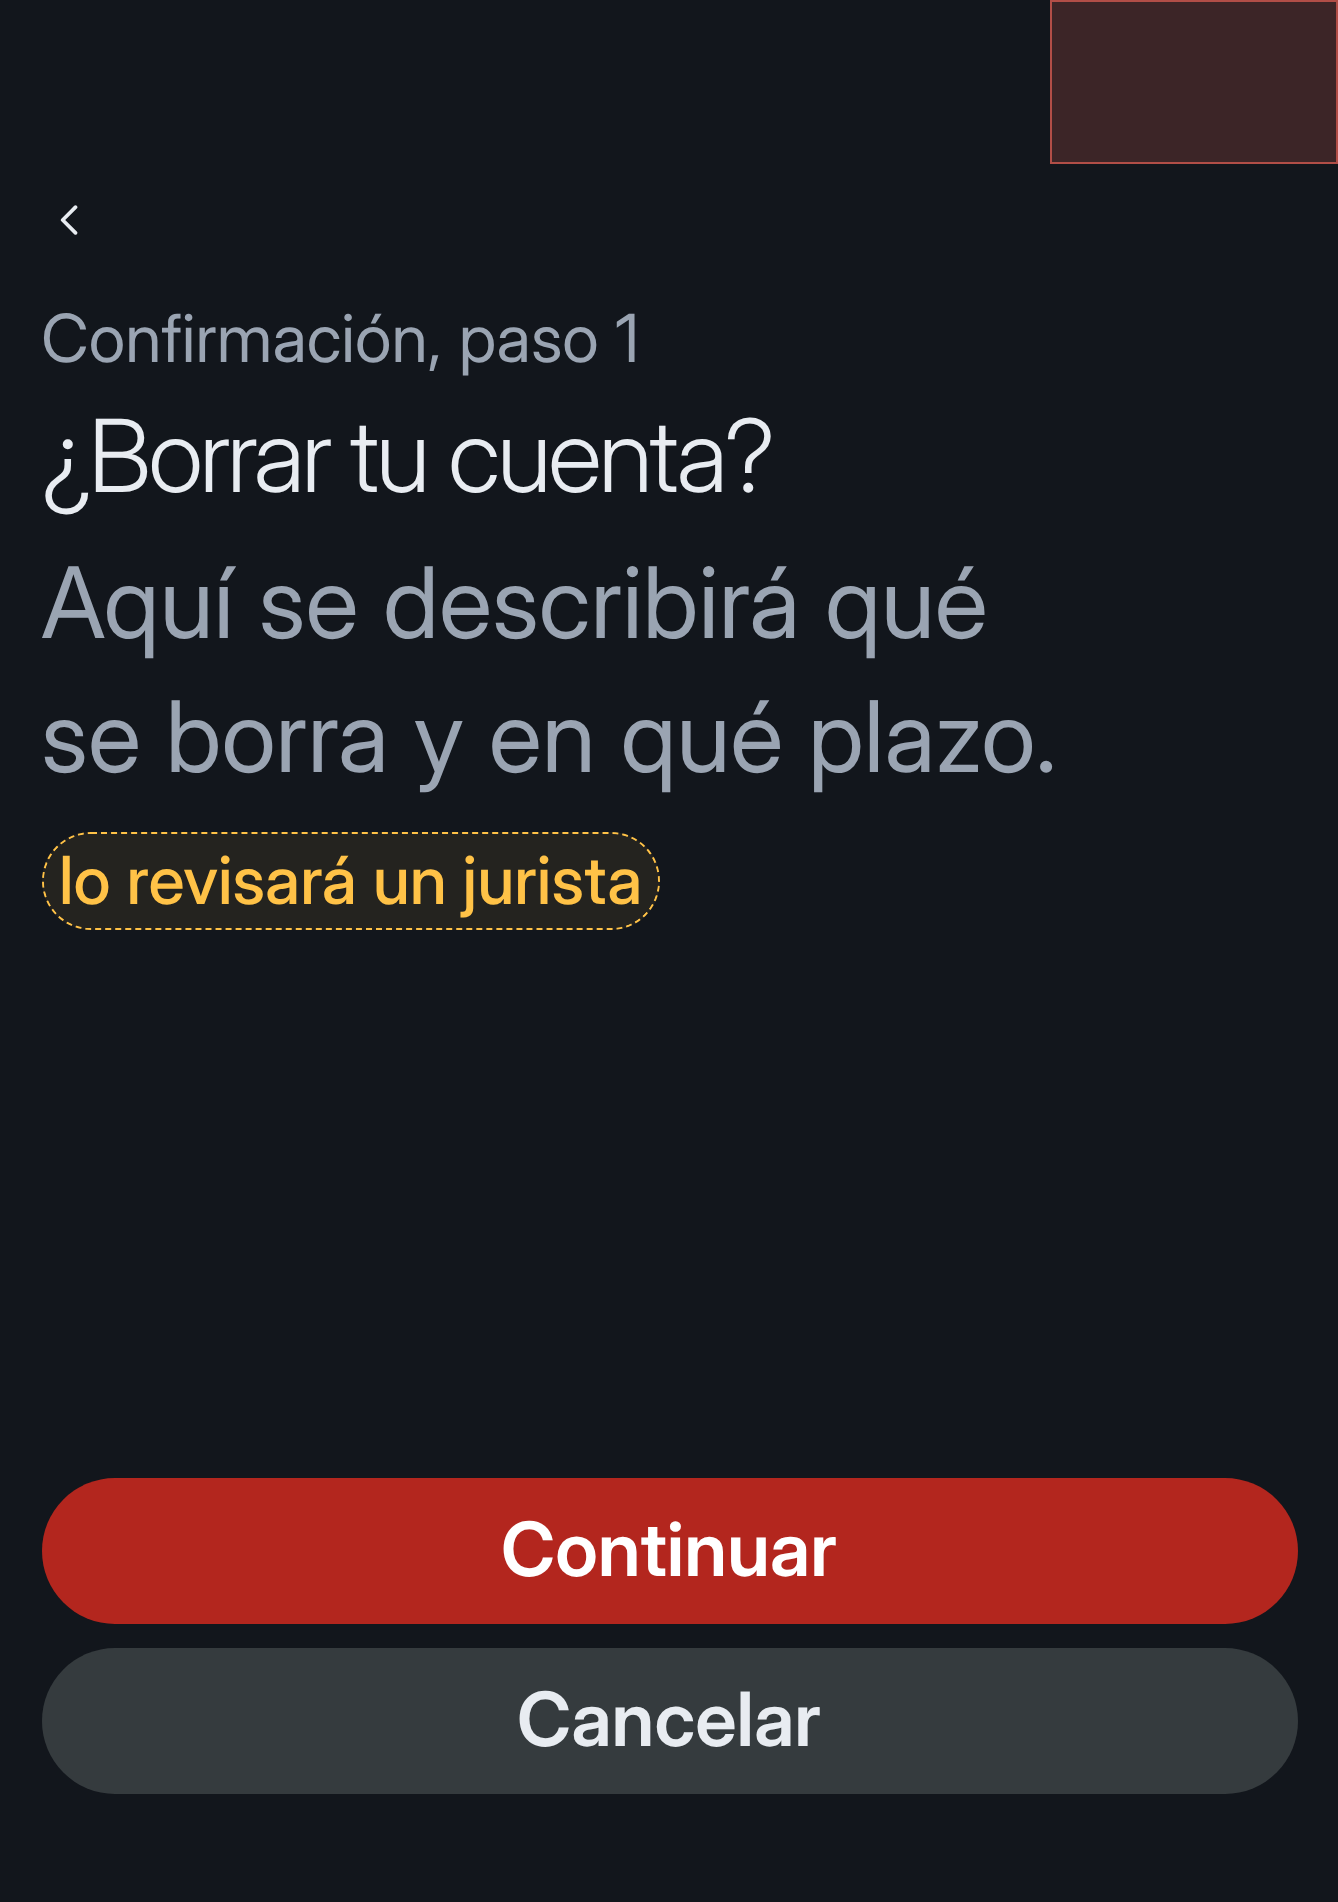 Confirmación, paso 1
¿Borrar tu cuenta?
Aquí se describirá qué
se borra y en qué plazo.
lo revisará un jurista
Continuar
Cancelar